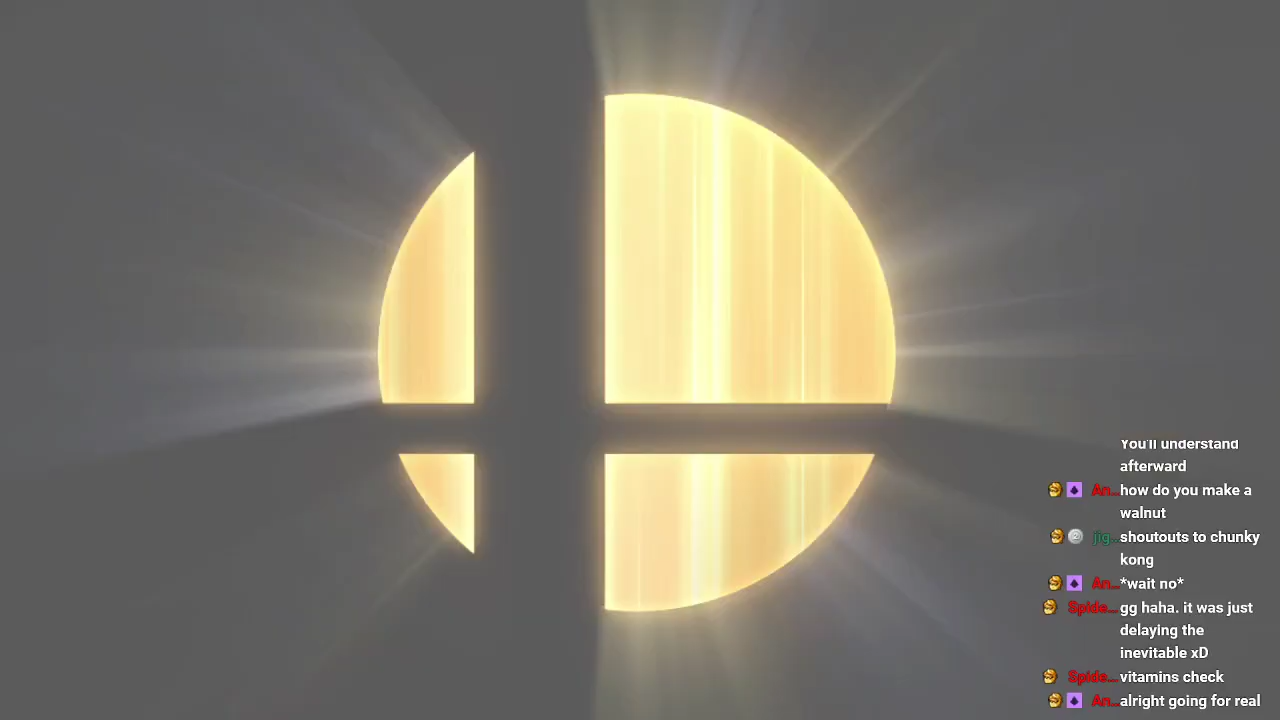 You'll understand
afterward
An...how do you make a
walnut
jig...shoutouts to chunky
kong
An...*wait no*
Spide...gg haha. it was just
delaying the
inevitable xD
Spide...vitamins check
An...alright going for real